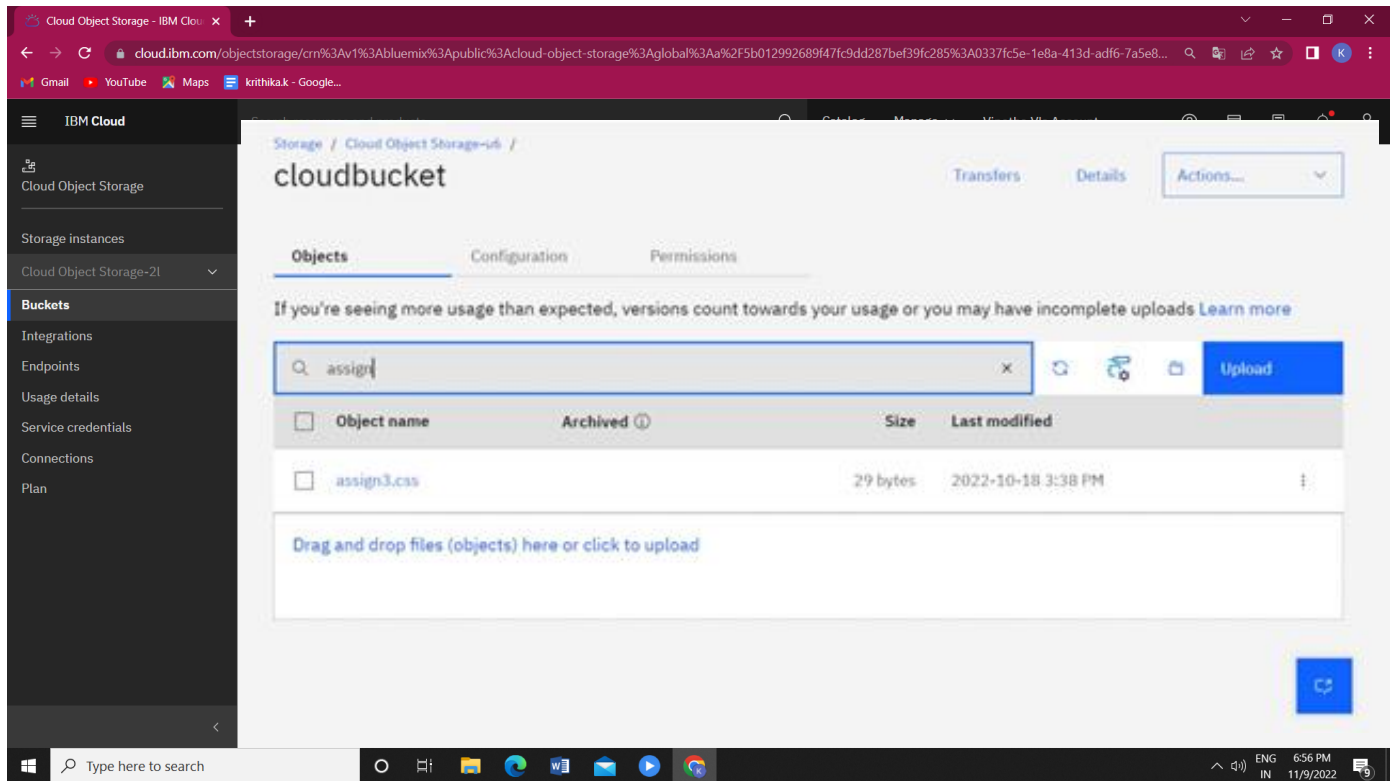 Cloud Object Storage - IBM Clou
cloud.ibm.com/objectstorage/crn%3Av1%3Abluemix%3Apublic%3Acloud-object-storage%3Aglobal%3Aa%2F5b012992689f47fc9dd287bef39fc285%3A0337fc5e-1e8a-413d-adf6-7a5e8... K
Gmail YouTube Maps krithika.k - Google...
IBM Cloud
Cloud Object Storage
Storage instances
Cloud Object Storage-2l
Buckets
Integrations
Endpoints
Usage details
Service credentials
Connections
Plan
Storage / Cloud Object Storage-u6 /
cloudbucket
Transfers Details Actions...
Objects Configuration Permissions
If you're seeing more usage than expected, versions count towards your usage or you may have incomplete uploads Learn more
assign Upload
Object name Archived Size Last modified
assign3.css 29 bytes 2022-10-18 3:38 PM
Drag and drop files (objects) here or click to upload
Type here to search
ENG 6:56 PM
IN 11/9/2022 9